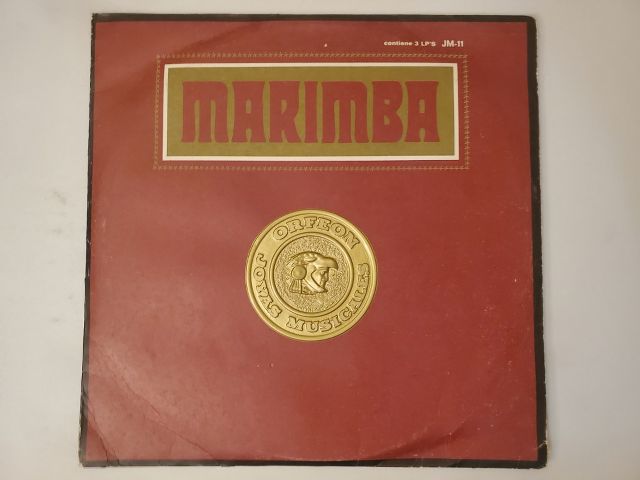 contiene 3 LP'S JM-11
MARIMBA
ORFEON
JOYAS MUSICALES